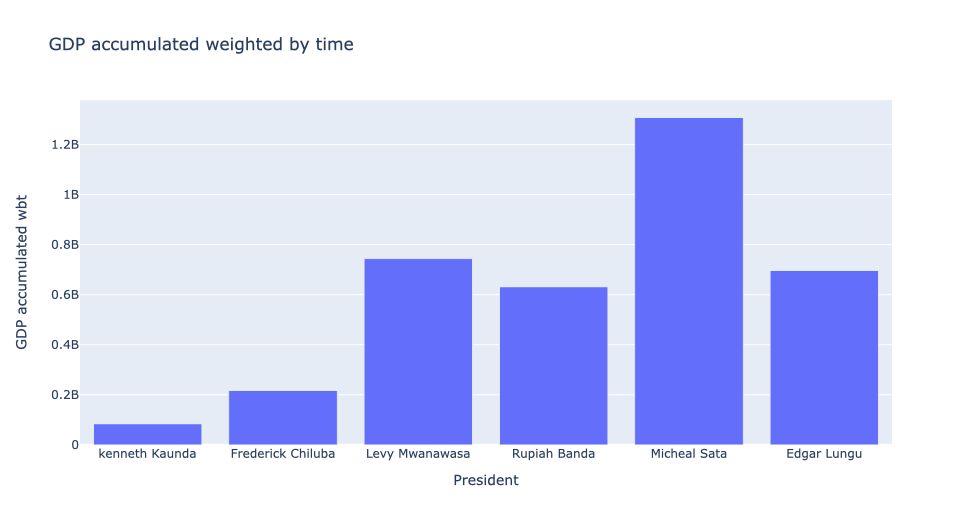 GDP accumulated weighted by time
GDP accumulated wbt
1.2B
1B
0.8B
0.6B
0.4B
0.2B
0
kenneth Kaunda
Frederick Chiluba
Levy Mwanawasa
Rupiah Banda
Micheal Sata
Edgar Lungu
President